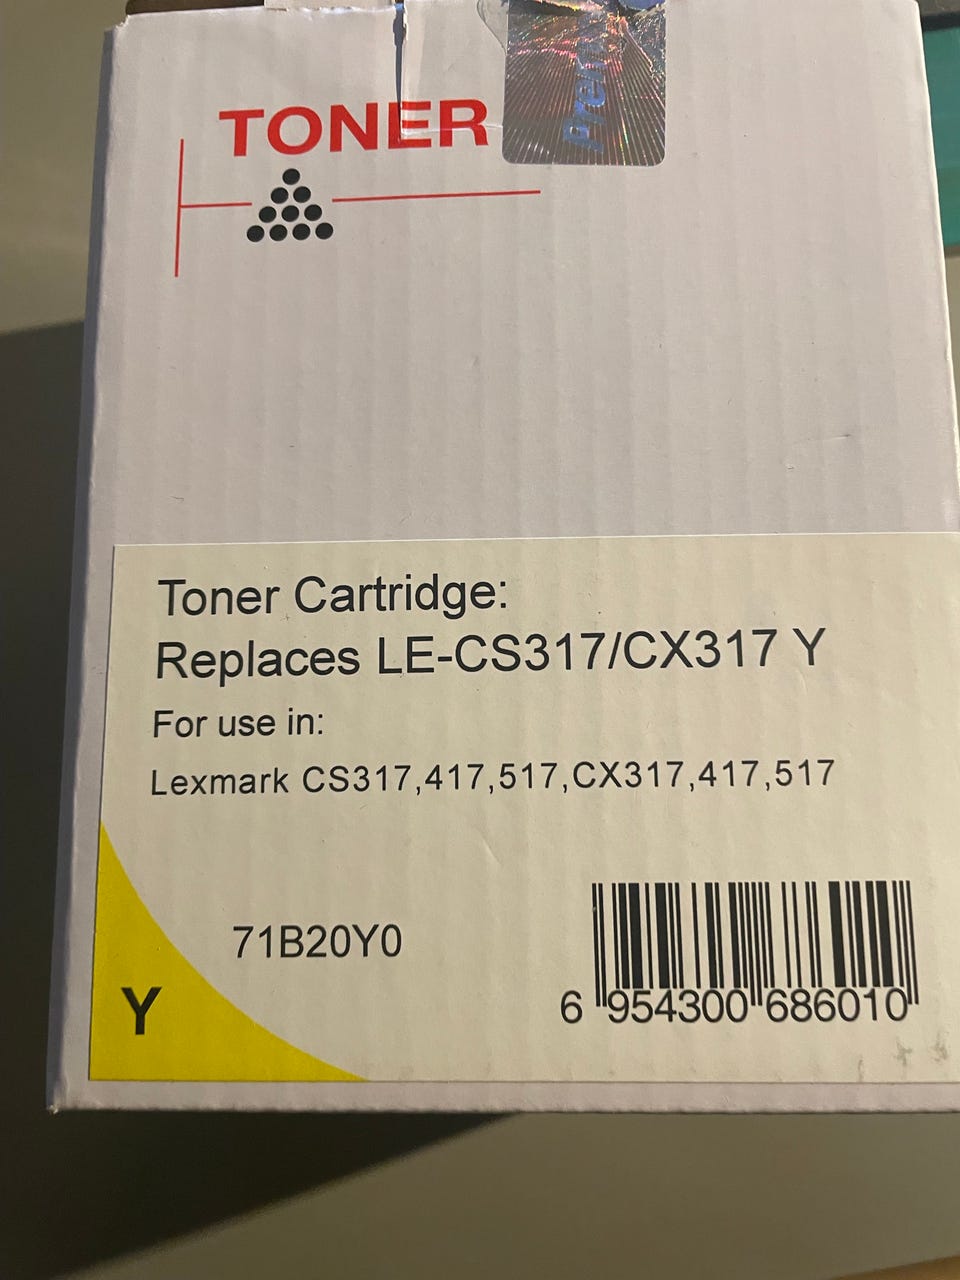 TONER
Toner Cartridge:
Replaces LE-CS317/CX317 Y
For use in:
Lexmark CS317,417,517,CX317,417,517
71B20Y0
Y
6 954300 686010